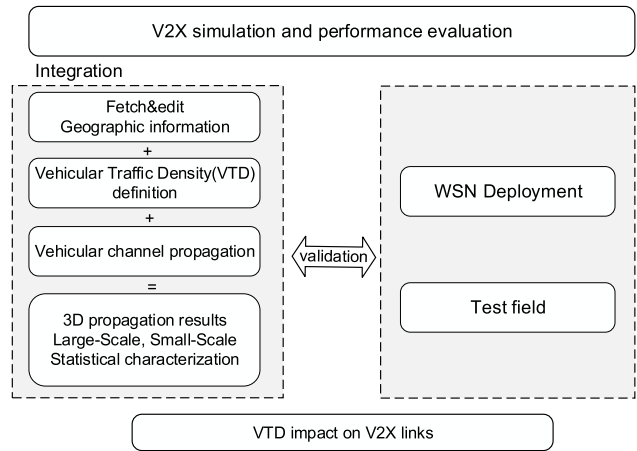 V2X simulation and performance evaluation
Integration
Fetch&edit
Geographic information
+
Vehicular Traffic Density(VTD)
definition
+
Vehicular channel propagation
=
3D propagation results
Large-Scale, Small-Scale
Statistical characterization
validation
WSN Deployment
Test field
VTD impact on V2X links